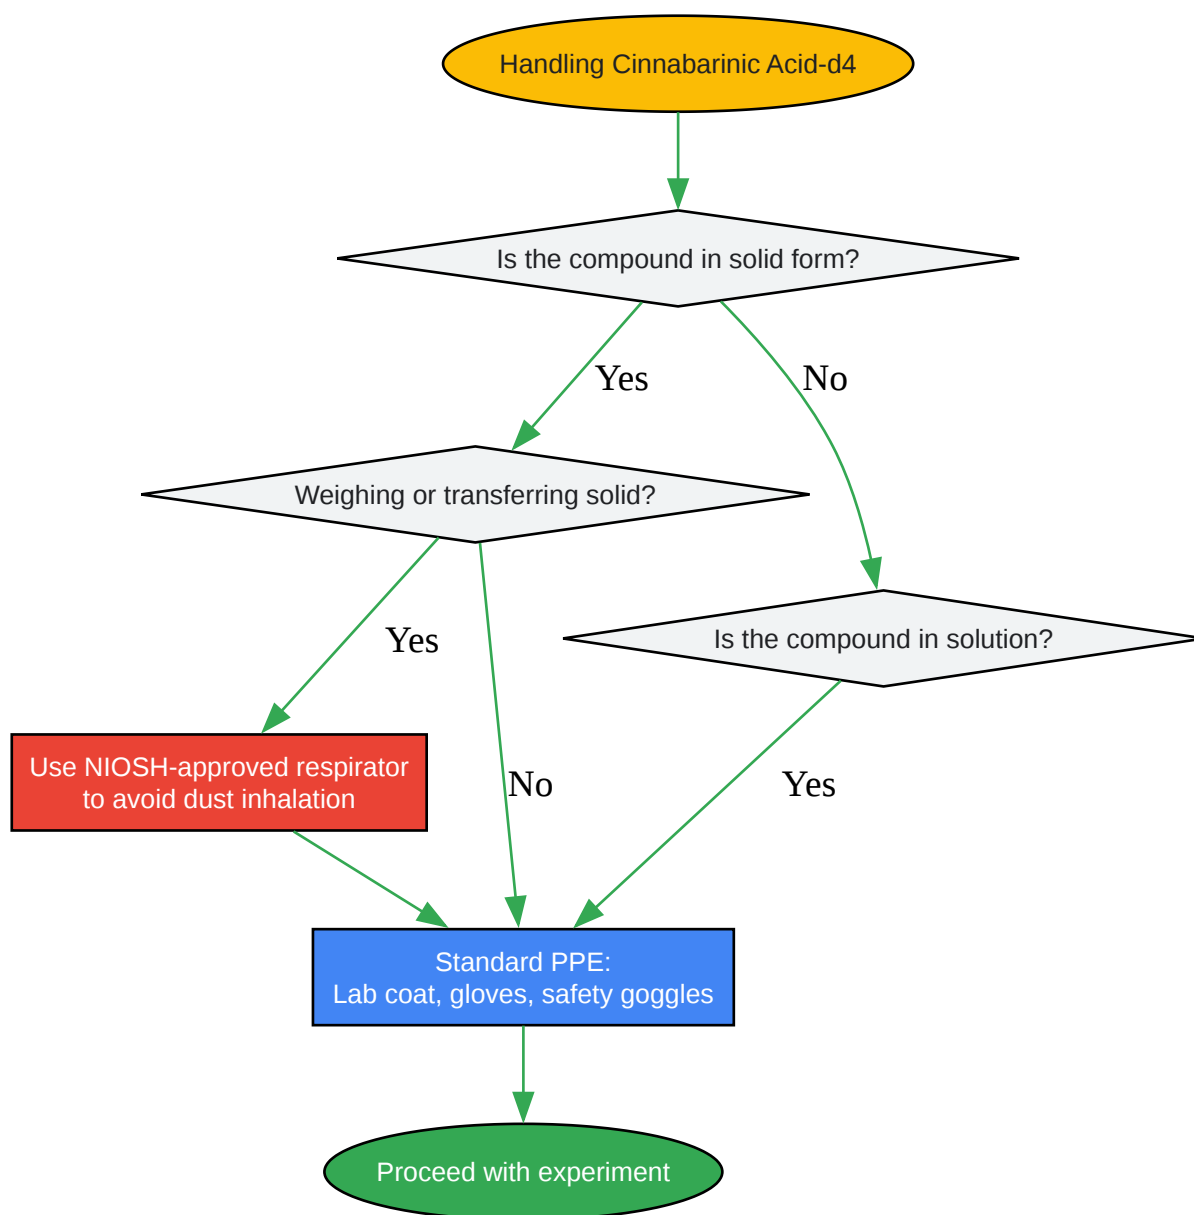 Handling Cinnabarinic Acid-d4
Is the compound in solid form?
Yes
No
Weighing or transferring solid?
Yes
Is the compound in solution?
Use NIOSH-approved respirator
to avoid dust inhalation
No
Yes
Standard PPE:
Lab coat, gloves, safety goggles
Proceed with experiment